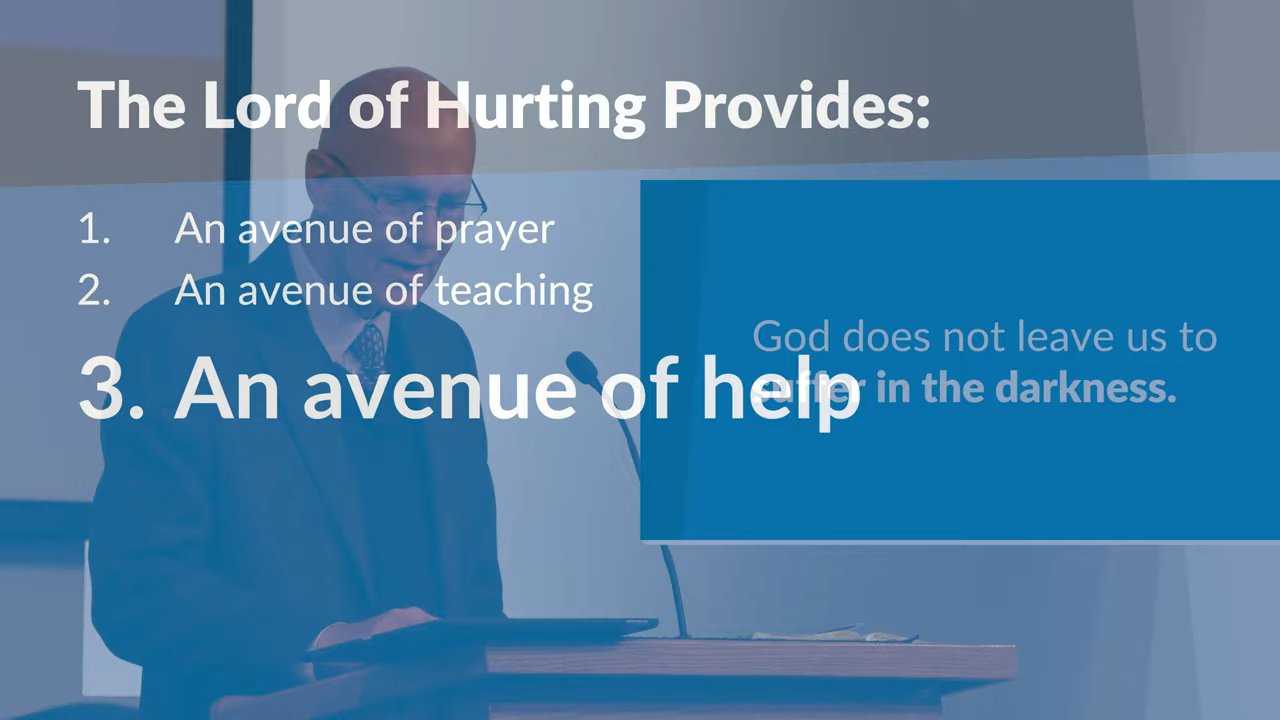 The Lord of Hurting Provides:
1. An avenue of prayer
2. An avenue of teaching
3. An avenue of help
God does not leave us to
suffer in the darkness.